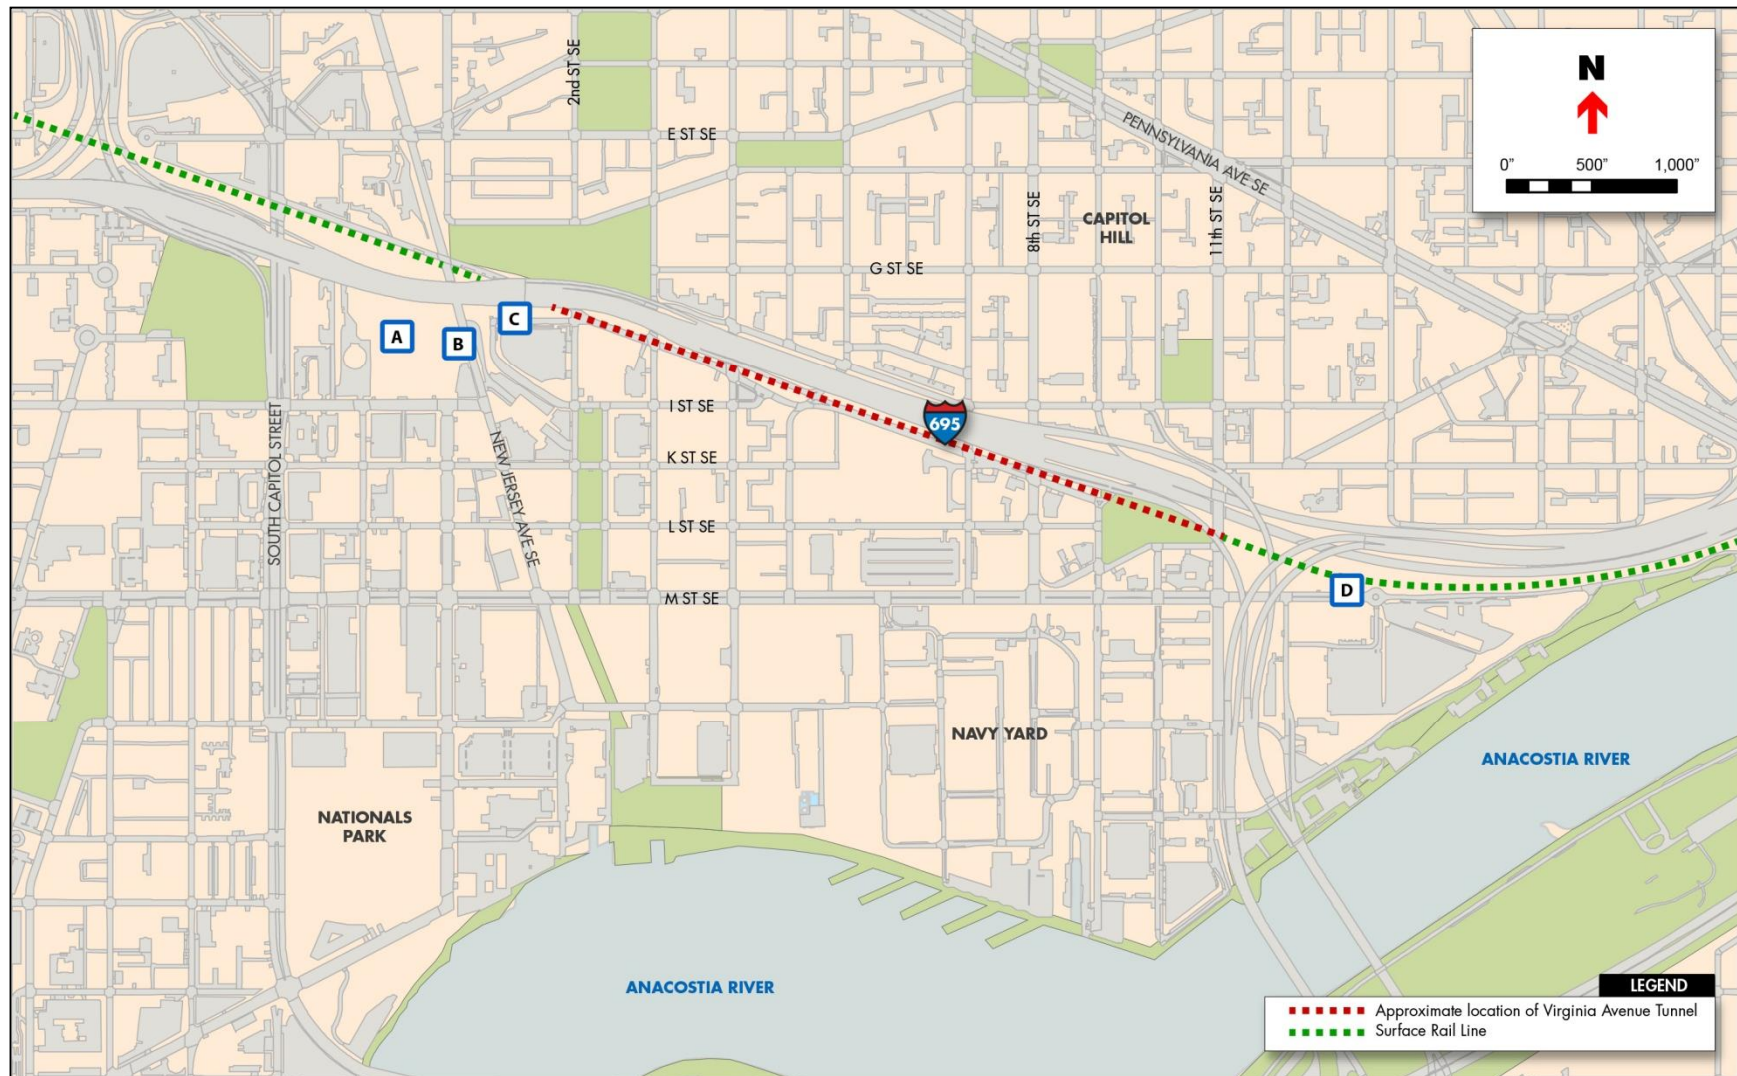 N
0" 500" 1,000"
2nd ST SE
E ST SE
PENNSYLVANIA AVE SE
8th ST SE
CAPITOL
HILL
11th ST SE
G ST SE
A
B
C
I ST SE
695
SOUTH CAPITOL STREET
NEW JERSEY AVE SE
K ST SE
L ST SE
M ST SE
D
NAVY YARD
ANACOSTIA RIVER
NATIONALS
PARK
ANACOSTIA RIVER
LEGEND
Approximate location of Virginia Avenue Tunnel
Surface Rail Line